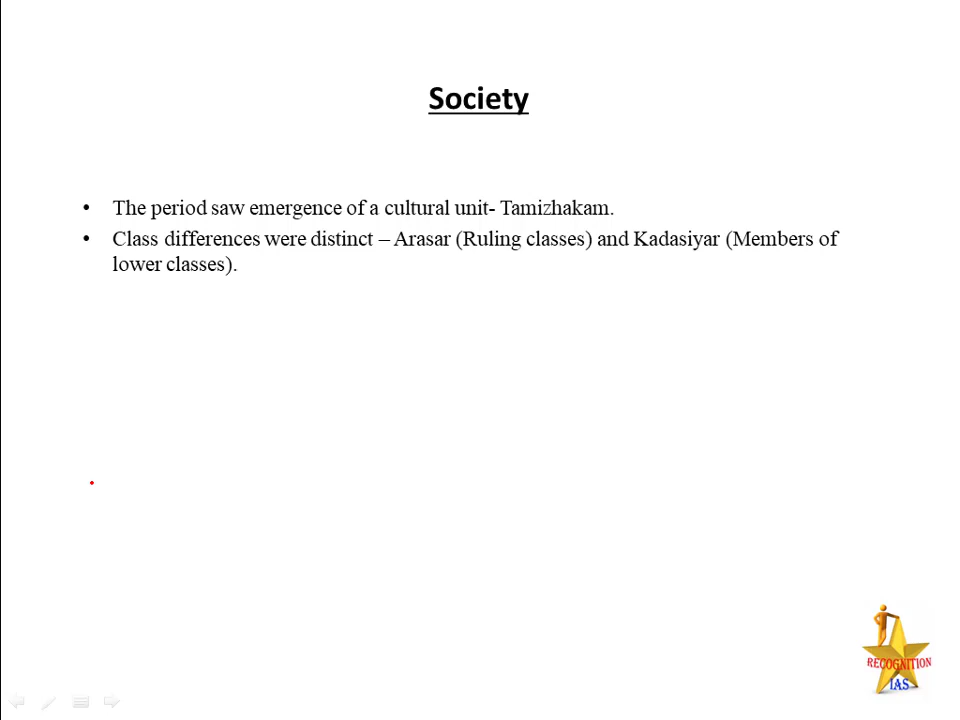 Society
• The period saw emergence of a cultural unit- Tamizhakam.
• Class differences were distinct – Arasar (Ruling classes) and Kadasiyar (Members of
lower classes).
RECOGNITION
IAS